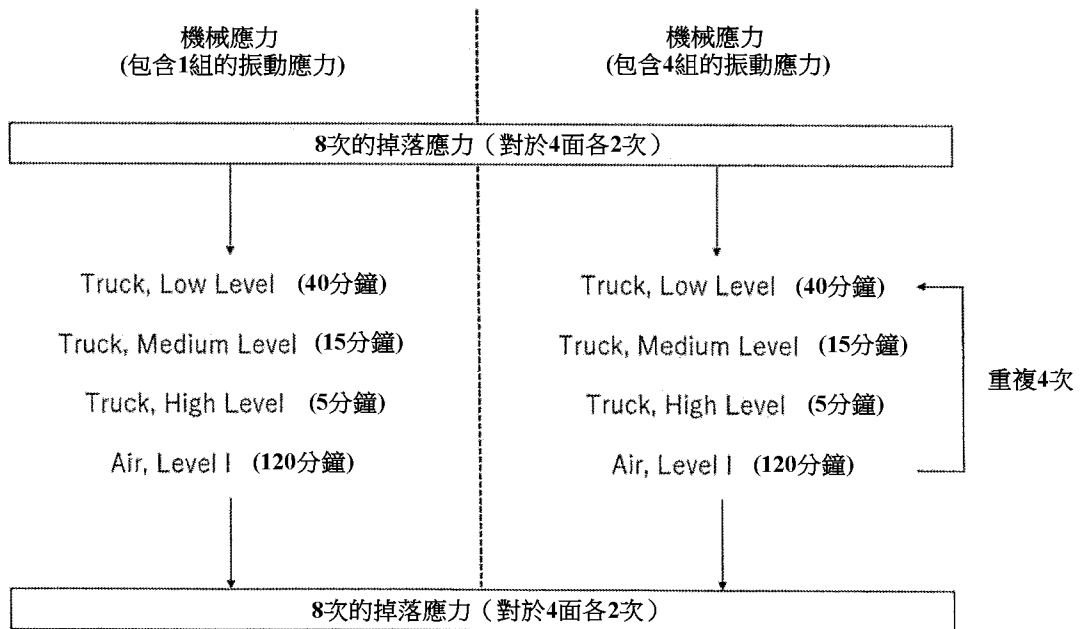 機械應力
(包含1組的振動應力)
機械應力
(包含4組的振動應力)
8次的掉落應力（對於4面各2次）
Truck, Low Level (40分鐘)
Truck, Medium Level (15分鐘)
Truck, High Level (5分鐘)
Air, Level I (120分鐘)
Truck, Low Level (40分鐘)
Truck, Medium Level (15分鐘)
Truck, High Level (5分鐘)
Air, Level I (120分鐘)
重複4次
8次的掉落應力（對於4面各2次）